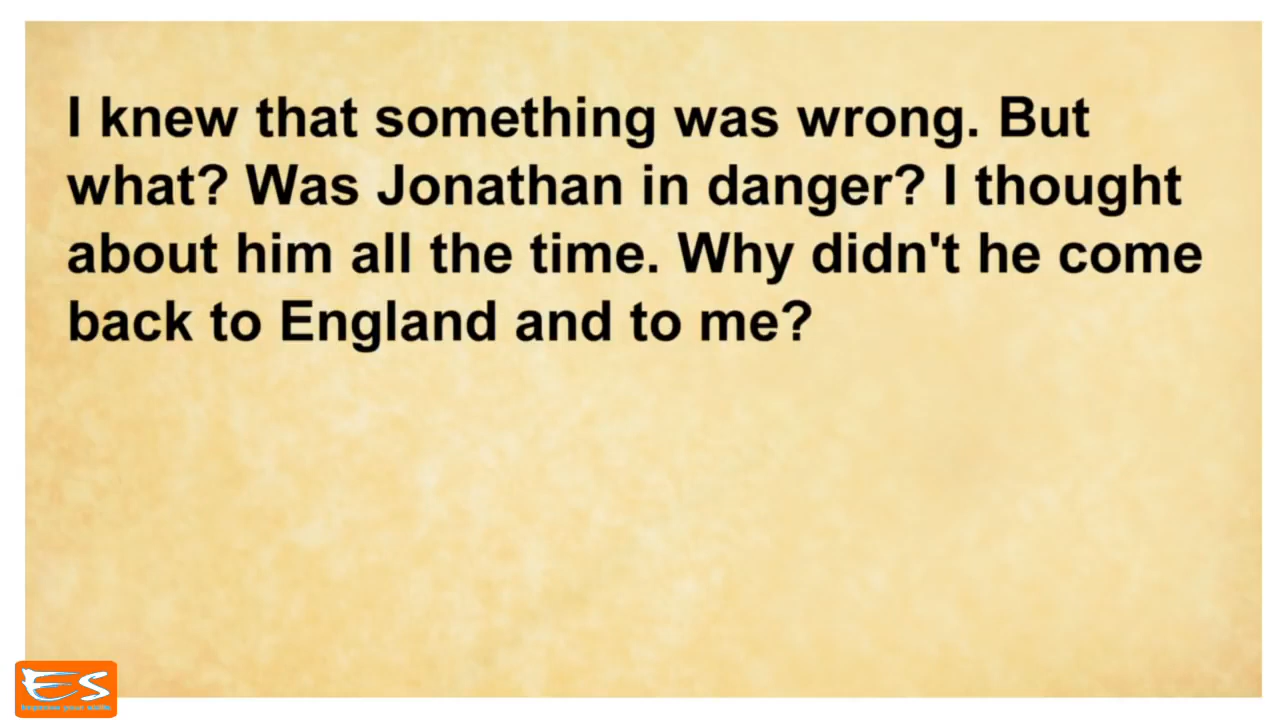 I knew that something was wrong. But
what? Was Jonathan in danger? I thought
about him all the time. Why didn't he come
back to England and to me?
ES